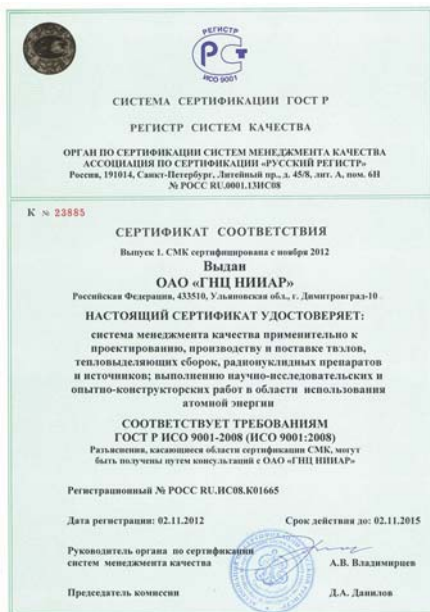 РЕГИСТР
РСТ
ИСО 9001
СИСТЕМА СЕРТИФИКАЦИИ ГОСТ Р
РЕГИСТР СИСТЕМ КАЧЕСТВА
ОРГАН ПО СЕРТИФИКАЦИИ СИСТЕМ МЕНЕДЖМЕНТА КАЧЕСТВА
АССОЦИАЦИЯ ПО СЕРТИФИКАЦИИ «РУССКИЙ РЕГИСТР»
Россия, 191014, Санкт-Петербург, Литейный пр., д. 45/8, лит. А, пом. 6Н
№ РОСС RU.0001.13ИС08
К № 23885
СЕРТИФИКАТ СООТВЕТСТВИЯ
Выпуск 1. СМК сертифицирована с ноября 2012
Выдан
ОАО «ГНЦ НИИАР»
Российская Федерация, 433510, Ульяновская обл., г. Димитровград-10
НАСТОЯЩИЙ СЕРТИФИКАТ УДОСТОВЕРЯЕТ:
система менеджмента качества применительно к
проектированию, производству и поставке твэлов,
тепловыделяющих сборок, радионуклидных препаратов
и источников; выполнению научно-исследовательских и
опытно-конструкторских работ в области использования
атомной энергии
СООТВЕТСТВУЕТ ТРЕБОВАНИЯМ
ГОСТ Р ИСО 9001-2008 (ИСО 9001:2008)
Разъяснения, касающиеся области сертификации СМК, могут
быть получены путем консультаций с ОАО «ГНЦ НИИАР»
Регистрационный № РОСС RU.ИС08.К01665
Дата регистрации: 02.11.2012 Срок действия до: 02.11.2015
Руководитель органа по сертификации
систем менеджмента качества А.В. Владимирцев
Председатель комиссии Д.А. Данилов